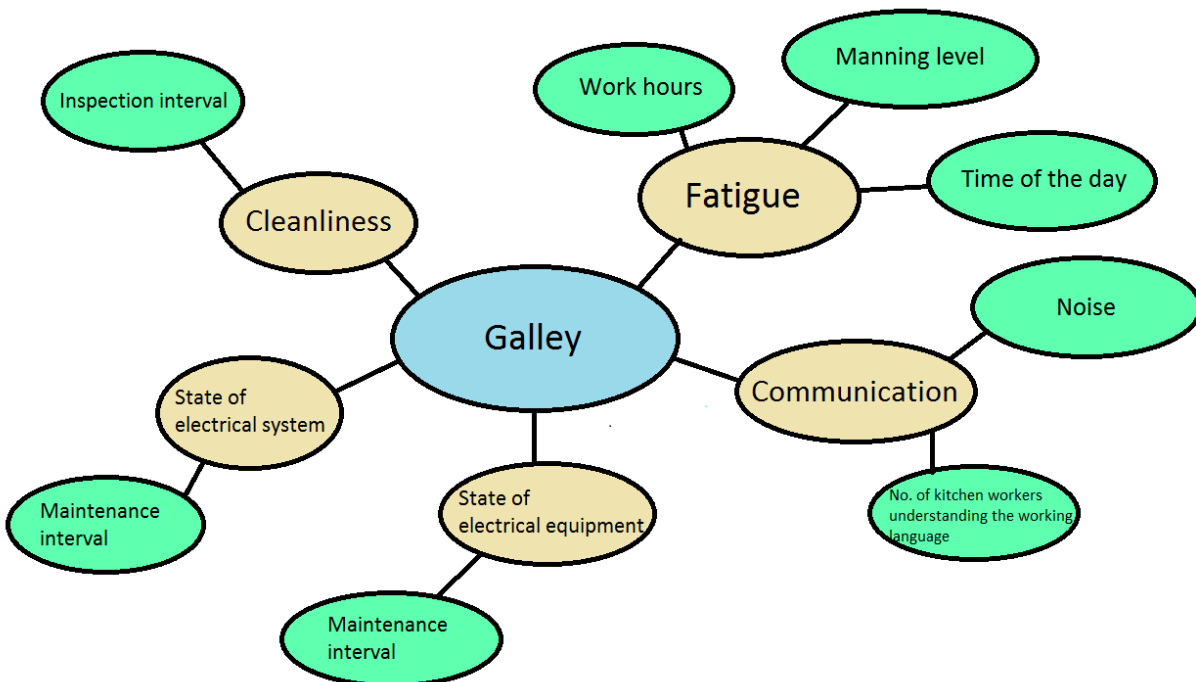 Manning level
Work hours
Inspection interval
Time of the day
Fatigue
Cleanliness
Noise
Galley
Communication
State of
electrical system
No. of kitchen workers
understanding the working
language
State of
electrical equipment
Maintenance
interval
Maintenance
interval